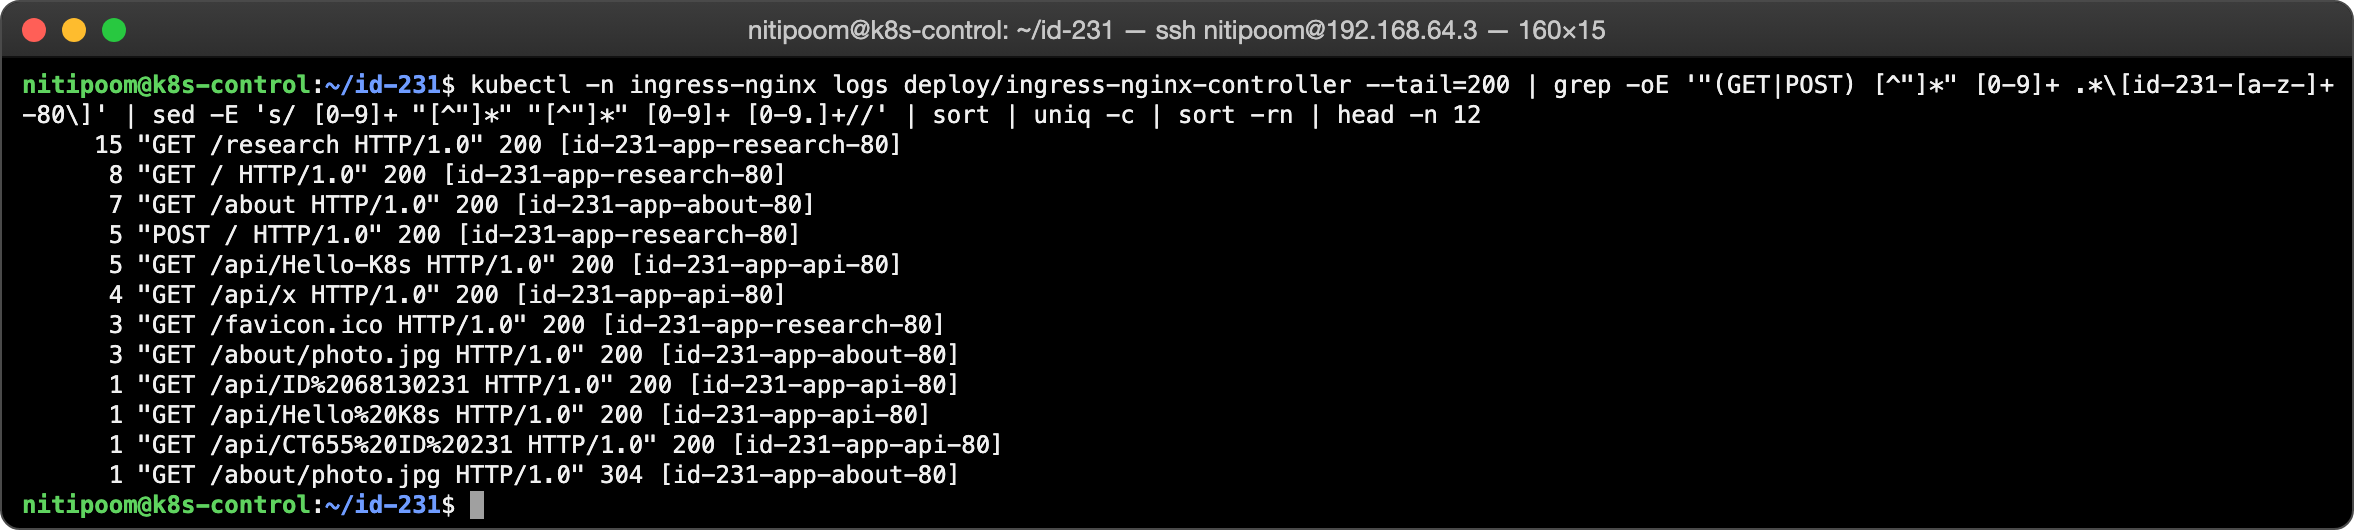 nitipoom@k8s-control: ~/id-231 — ssh nitipoom@192.168.64.3 — 160×15
nitipoom@k8s-control:~/id-231$ kubectl -n ingress-nginx logs deploy/ingress-nginx-controller --tail=200 | grep -oE '"(GET|POST) [^"]*" [0-9]+ .*\[id-231-[a-z-]+
-80\]' | sed -E 's/ [0-9]+ "[^"]*" "[^"]*" [0-9]+ [0-9.]+//' | sort | uniq -c | sort -rn | head -n 12
15 "GET /research HTTP/1.0" 200 [id-231-app-research-80]
8 "GET / HTTP/1.0" 200 [id-231-app-research-80]
7 "GET /about HTTP/1.0" 200 [id-231-app-about-80]
5 "POST / HTTP/1.0" 200 [id-231-app-research-80]
5 "GET /api/Hello-K8s HTTP/1.0" 200 [id-231-app-api-80]
4 "GET /api/x HTTP/1.0" 200 [id-231-app-api-80]
3 "GET /favicon.ico HTTP/1.0" 200 [id-231-app-research-80]
3 "GET /about/photo.jpg HTTP/1.0" 200 [id-231-app-about-80]
1 "GET /api/ID%2068130231 HTTP/1.0" 200 [id-231-app-api-80]
1 "GET /api/Hello%20K8s HTTP/1.0" 200 [id-231-app-api-80]
1 "GET /api/CT655%20ID%20231 HTTP/1.0" 200 [id-231-app-api-80]
1 "GET /about/photo.jpg HTTP/1.0" 304 [id-231-app-about-80]
nitipoom@k8s-control:~/id-231$